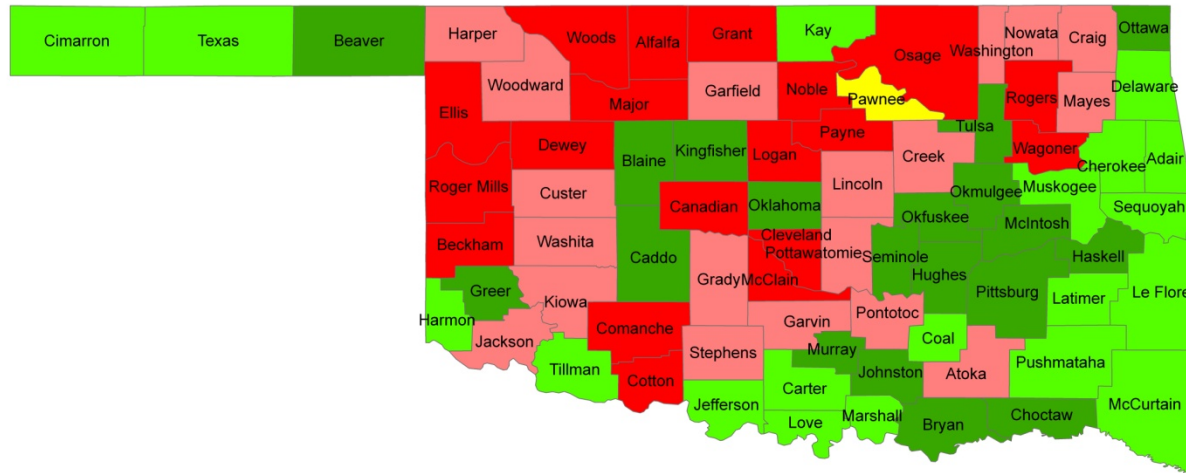 Cimarron
Texas
Beaver
Harper
Woods
Alfalfa
Grant
Kay
Osage
Washington
Nowata
Craig
Ottawa
Woodward
Ellis
Major
Garfield
Noble
Pawnee
Rogers
Mayes
Delaware
Dewey
Blaine
Kingfisher
Logan
Payne
Creek
Tulsa
Wagoner
Cherokee
Adair
Roger Mills
Custer
Canadian
Oklahoma
Lincoln
Okmulgee
Muskogee
Sequoyah
Okfuskee
McIntosh
Beckham
Washita
Caddo
Cleveland
Pottawatomie
Seminole
Hughes
Haskell
Greer
Kiowa
Grady
McClain
Pittsburg
Latimer
Le Flore
Harmon
Jackson
Comanche
Garvin
Pontotoc
Coal
Stephens
Murray
Johnston
Atoka
Pushmataha
Tillman
Cotton
Carter
Jefferson
Love
Marshall
Bryan
Choctaw
McCurtain